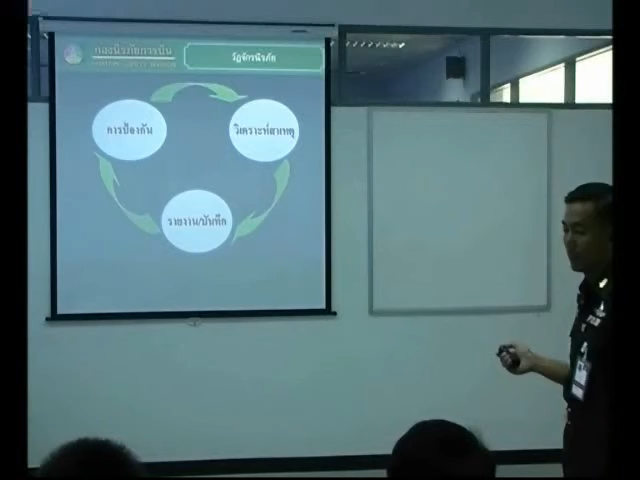 กองนิรภัยการบิน
วัฏจักรนิรภัย
การป้องกัน
วิเคราะห์สาเหตุ
รายงาน/บันทึก